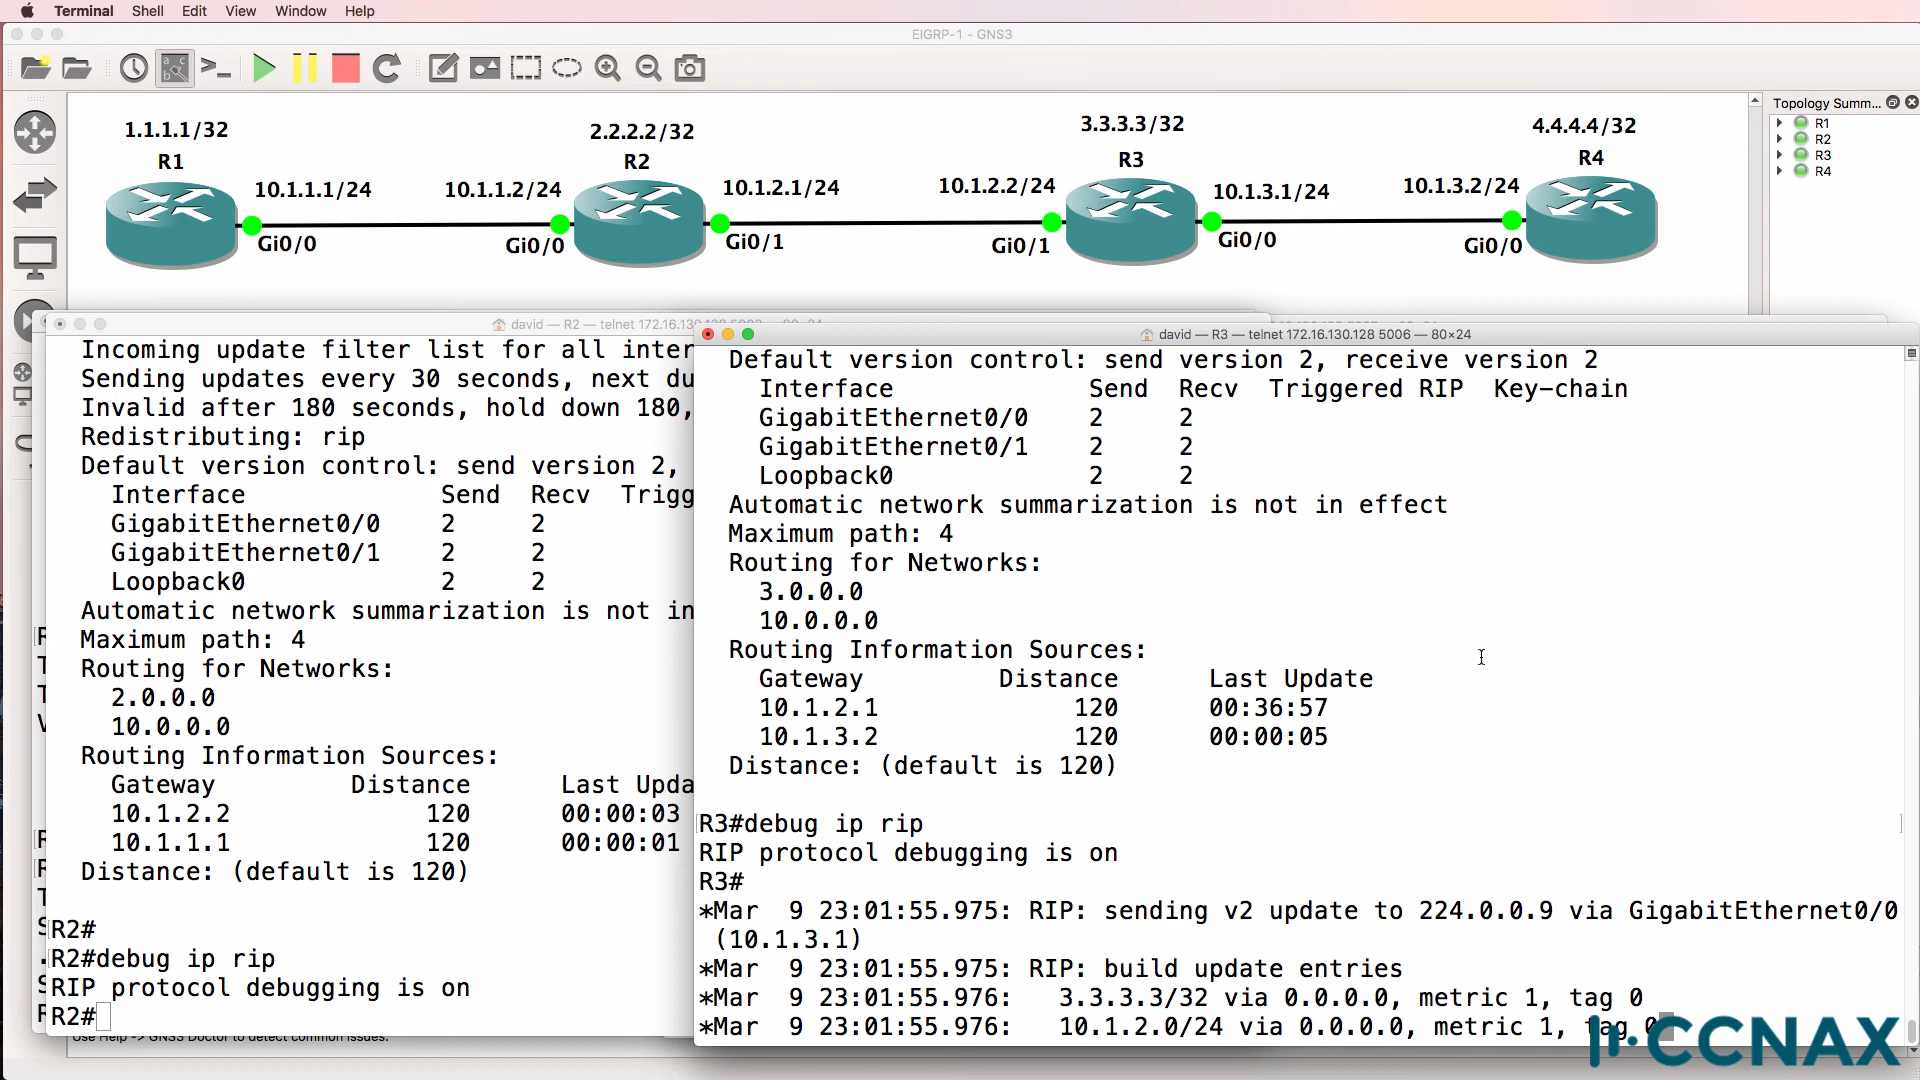 Terminal Shell Edit View Window Help
EIGRP-1 - GNS3
1.1.1.1/32
R1
10.1.1.1/24
Gi0/0
2.2.2.2/32
R2
10.1.1.2/24
Gi0/0
10.1.2.1/24
Gi0/1
3.3.3.3/32
R3
10.1.2.2/24
Gi0/1
10.1.3.1/24
Gi0/0
4.4.4.4/32
R4
10.1.3.2/24
Gi0/0
Topology Summ...
R1
R2
R3
R4
david — R2 — telnet 172.16.130.128
Incoming update filter list for all inter
Sending updates every 30 seconds, next du
Invalid after 180 seconds, hold down 180,
Redistributing: rip
Default version control: send version 2,
Interface Send Recv Trigg
GigabitEthernet0/0 2 2
GigabitEthernet0/1 2 2
Loopback0 2 2
Automatic network summarization is not in
Maximum path: 4
Routing for Networks:
2.0.0.0
10.0.0.0
Routing Information Sources:
Gateway Distance Last Upda
10.1.2.2 120 00:00:03
10.1.1.1 120 00:00:01
Distance: (default is 120)
R2#
R2#debug ip rip
RIP protocol debugging is on
R2#
Use Help -> GNS3 Doctor to detect common issues.
david — R3 — telnet 172.16.130.128 5006 — 80×24
Default version control: send version 2, receive version 2
Interface Send Recv Triggered RIP Key-chain
GigabitEthernet0/0 2 2
GigabitEthernet0/1 2 2
Loopback0 2 2
Automatic network summarization is not in effect
Maximum path: 4
Routing for Networks:
3.0.0.0
10.0.0.0
Routing Information Sources:
Gateway Distance Last Update
10.1.2.1 120 00:36:57
10.1.3.2 120 00:00:05
Distance: (default is 120)
R3#debug ip rip
RIP protocol debugging is on
R3#
*Mar 9 23:01:55.975: RIP: sending v2 update to 224.0.0.9 via GigabitEthernet0/0
(10.1.3.1)
*Mar 9 23:01:55.975: RIP: build update entries
*Mar 9 23:01:55.976: 3.3.3.3/32 via 0.0.0.0, metric 1, tag 0
*Mar 9 23:01:55.976: 10.1.2.0/24 via 0.0.0.0, metric 1, tag 0
CCNAX